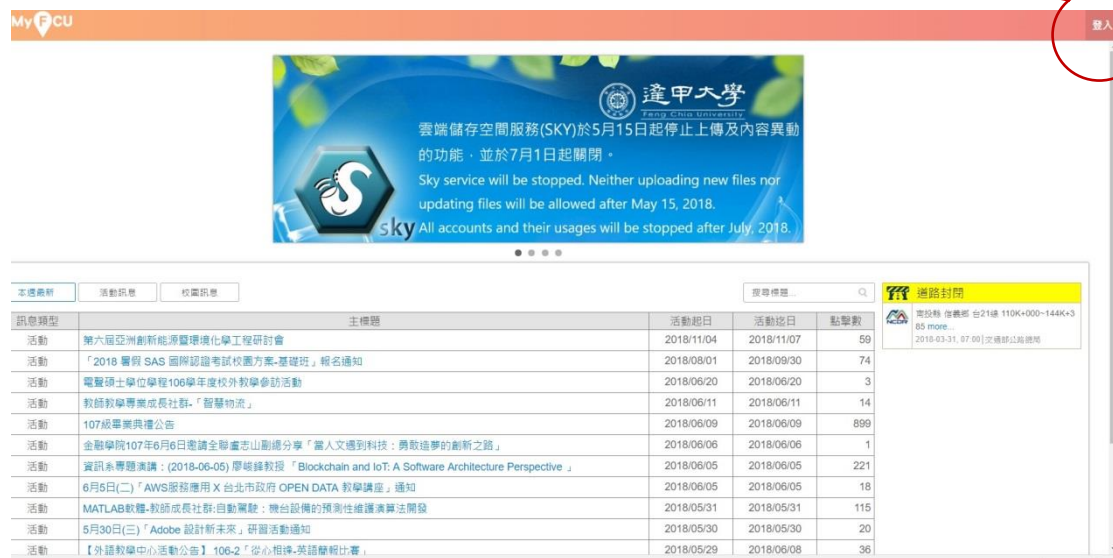 My FCU
登入
逢甲大學
Feng Chia University
雲端儲存空間服務(SKY)於5月15日起停止上傳及內容異動
的功能,並於7月1日起關閉。
Sky service will be stopped. Neither uploading new files nor
updating files will be allowed after May 15, 2018.
sky All accounts and their usages will be stopped after July, 2018.
本週最新 活動訊息 校園訊息 搜尋標題...
道路封閉
訊息類型 主標題 活動起日 活動迄日 點擊數
NCDR 南投縣 信義鄉 台21線 110K+000~144K+3
85 more...
2018-03-31, 07:00|交通部公路總局
活動 第六屆亞洲創新能源暨環境化學工程研討會 2018/11/04 2018/11/07 59
活動 「2018 暑假 SAS 國際認證考試校園方案-基礎班」報名通知 2018/08/01 2018/09/30 74
活動 電聲碩士學位學程106學年度校外教學參訪活動 2018/06/20 2018/06/20 3
活動 教師教學專業成長社群-「智慧物流」 2018/06/11 2018/06/11 14
活動 107級畢業典禮公告 2018/06/09 2018/06/09 899
活動 金融學院107年6月6日邀請全聯盧志山副總分享「當人文遇到科技:勇敢造夢的創新之路」 2018/06/06 2018/06/06 1
活動 資訊系專題演講:(2018-06-05) 廖峻鋒教授 「Blockchain and IoT: A Software Architecture Perspective 」 2018/06/05 2018/06/05 221
活動 6月5日(二)「AWS服務應用 X 台北市政府 OPEN DATA 教學講座」通知 2018/06/05 2018/06/05 18
活動 MATLAB軟體-教師成長社群:自動駕駛:機台設備的預測性維護演算法開發 2018/05/31 2018/05/31 115
活動 5月30日(三)「Adobe 設計新未來」研習活動通知 2018/05/30 2018/05/30 20
活動 【外語教學中心活動公告】 106-2「從心相逢-英語簡報比賽」 2018/05/29 2018/06/08 36